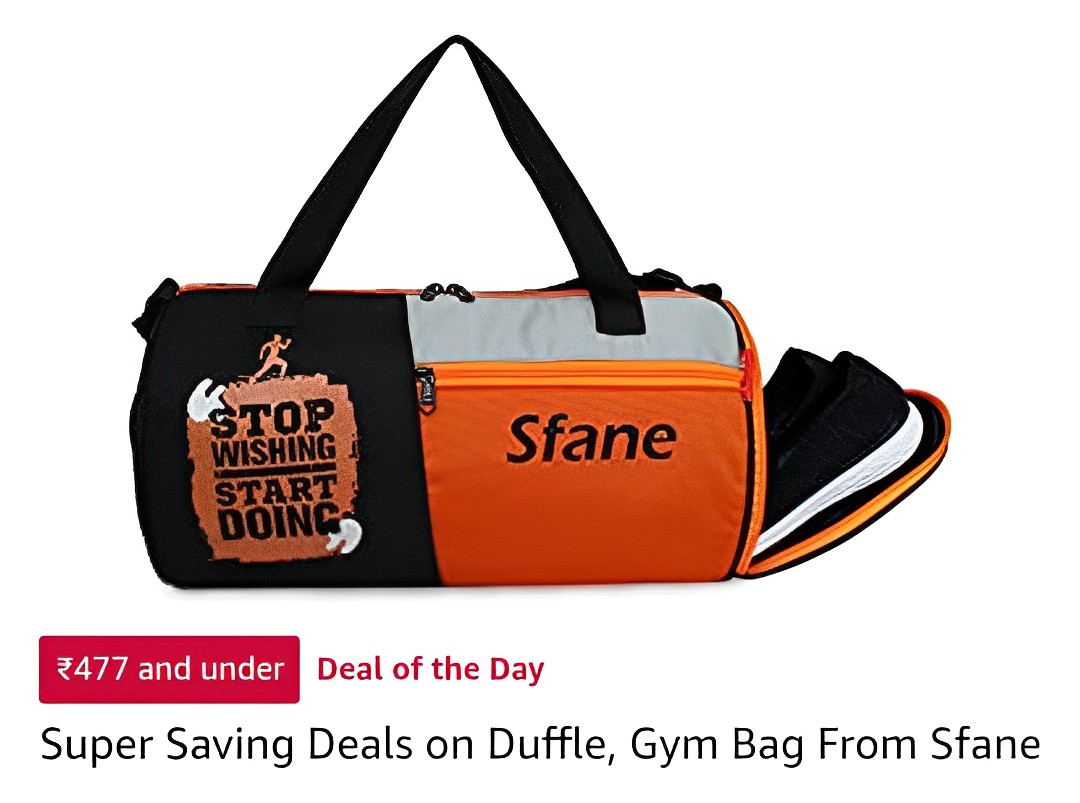 STOP
WISHING
START
DOING
Sfane
₹477 and under Deal of the Day
Super Saving Deals on Duffle, Gym Bag From Sfane